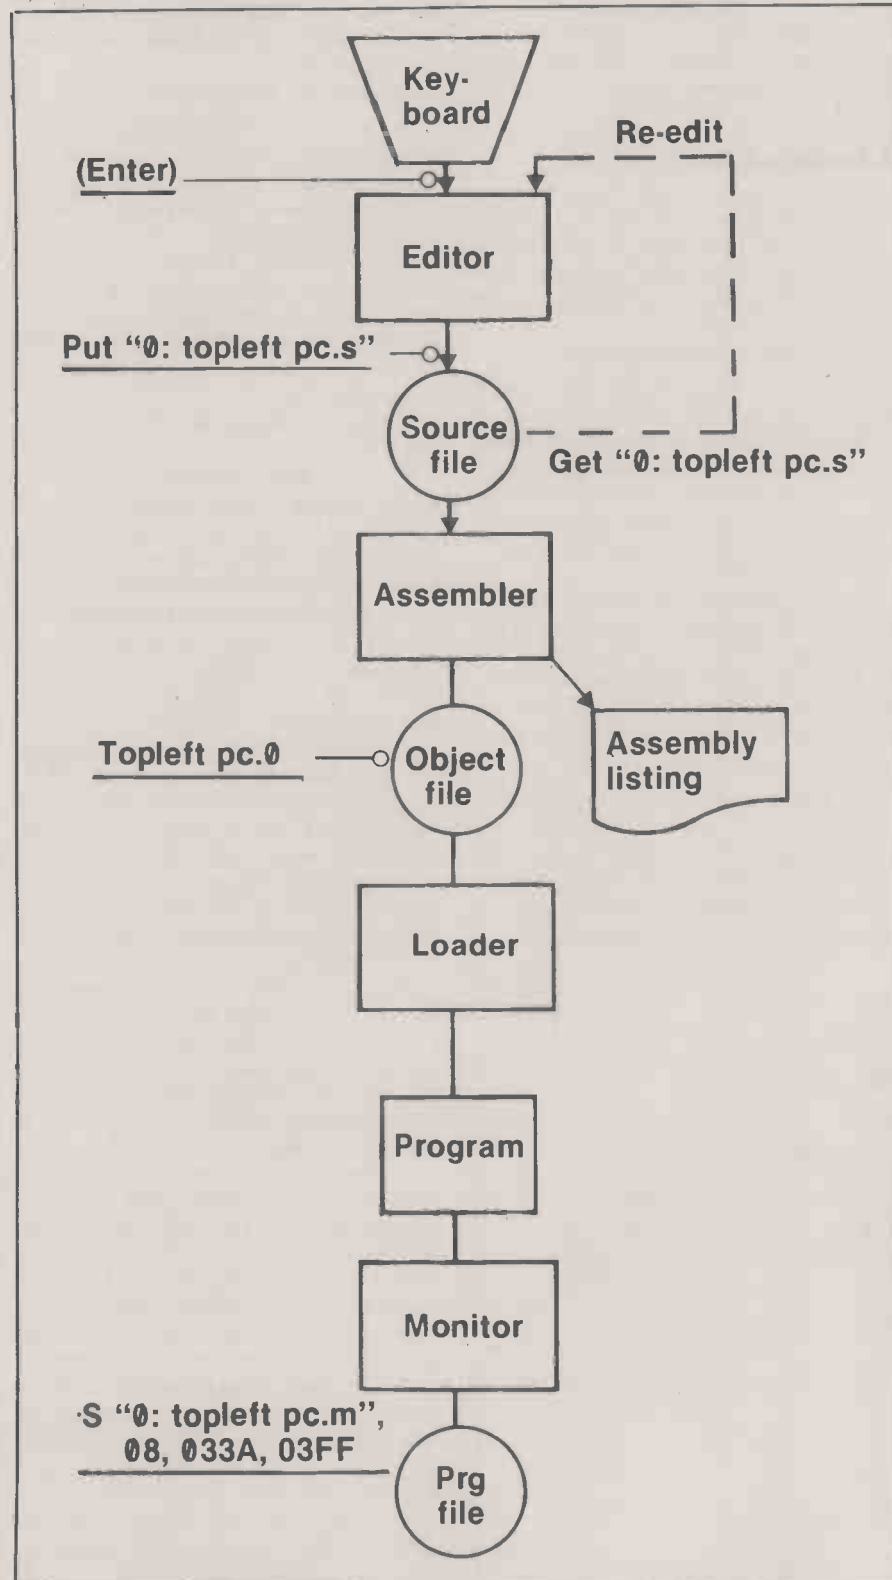 Key-
board
Re-edit
(Enter)
Editor
Put “0: topleft pc.s”
Source
file
Get “0: topleft pc.s”
Assembler
Topleft pc.0
Object
file
Assembly
listing
Loader
Program
Monitor
·S “0: topleft pc.m”,
08, 033A, 03FF
Prg
file